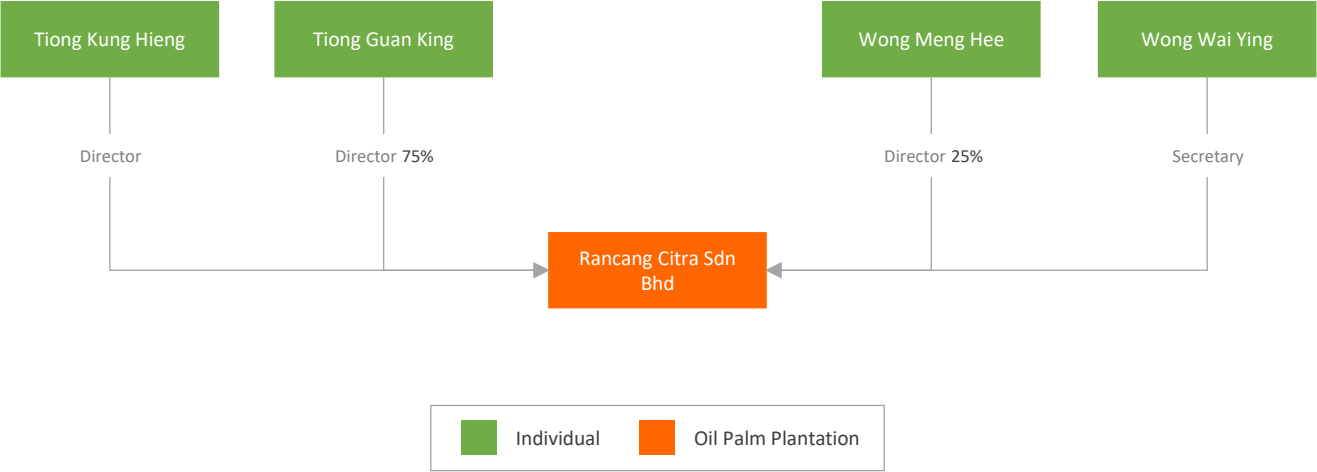 Tiong Kung Hieng
Tiong Guan King
Wong Meng Hee
Wong Wai Ying
Director
Director 75%
Director 25%
Secretary
Rancang Citra Sdn
Bhd
Individual
Oil Palm Plantation